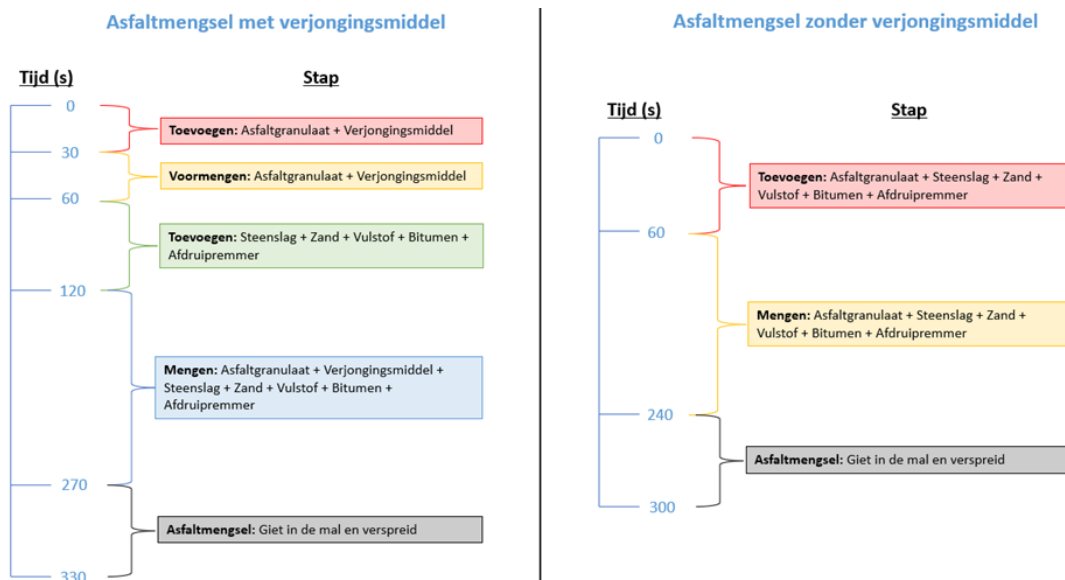 Asfaltmengsel met verjongingsmiddel
Tijd (s)
Stap
0
Toevoegen: Asfaltgranulaat + Verjongingsmiddel
30
Voormengen: Asfaltgranulaat + Verjongingsmiddel
60
Toevoegen: Steenslag + Zand + Vulstof + Bitumen +
Afdruipremmer
120
Mengen: Asfaltgranulaat + Verjongingsmiddel +
Steenslag + Zand + Vulstof + Bitumen +
Afdruipremmer
270
Asfaltmengsel: Giet in de mal en verspreid
330
Asfaltmengsel zonder verjongingsmiddel
Tijd (s)
Stap
0
Toevoegen: Asfaltgranulaat + Steenslag + Zand +
Vulstof + Bitumen + Afdruipremmer
60
Mengen: Asfaltgranulaat + Steenslag + Zand +
Vulstof + Bitumen + Afdruipremmer
240
Asfaltmengsel: Giet in de mal en verspreid
300